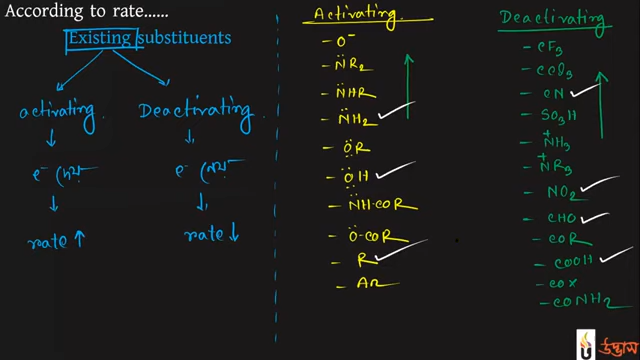 According to rate......
Existing substituents
activating
Deactivating
e⁻
e⁻
rate ↑
rate ↓
Activating
- O⁻
- N̈R₂
- N̈HR
- N̈H₂
- ÖR
- ÖH
- N̈H·COR
- Ö·COR
- R
- Ar
Deactivating
- CF₃
- CCl₃
- CN
- SO₃H
- N⁺H₃
- N⁺R₃
- NO₂
- CHO
- COR
- COOH
- COX
- CONH₂
U উদ্ভাস